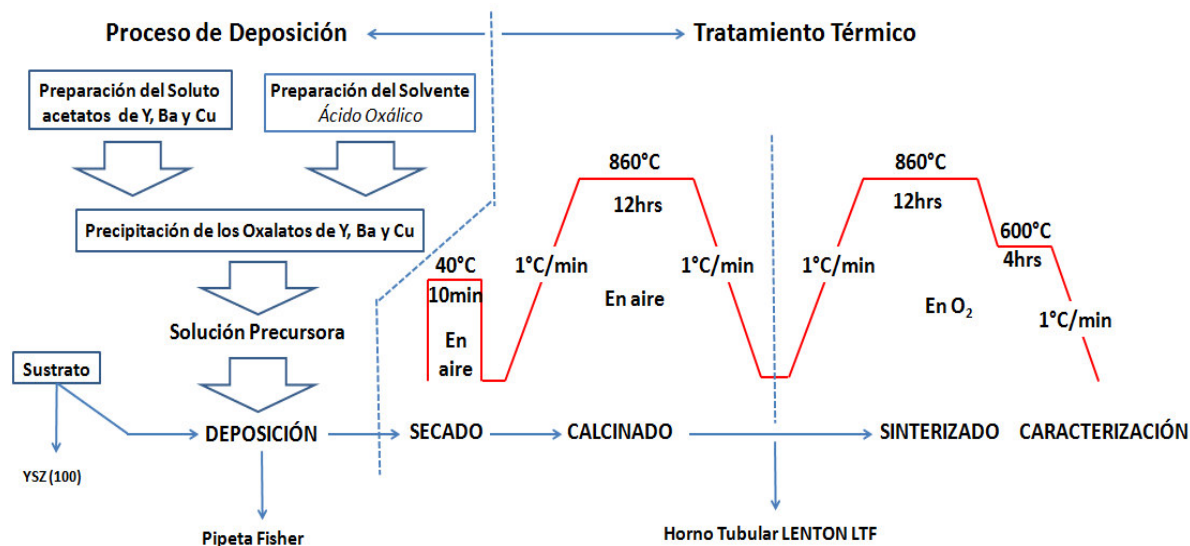 Proceso de Deposición
Tratamiento Térmico
Preparación del Soluto
acetatos de Y, Ba y Cu
Preparación del Solvente
Ácido Oxálico
Precipitación de los Oxalatos de Y, Ba y Cu
Solución Precursora
Sustrato
YSZ (100)
DEPOSICIÓN
Pipeta Fisher
40°C
10min
En
aire
SECADO
1°C/min
860°C
12hrs
En aire
1°C/min
CALCINADO
1°C/min
860°C
12hrs
En O₂
600°C
4hrs
1°C/min
SINTERIZADO
CARACTERIZACIÓN
Horno Tubular LENTON LTF